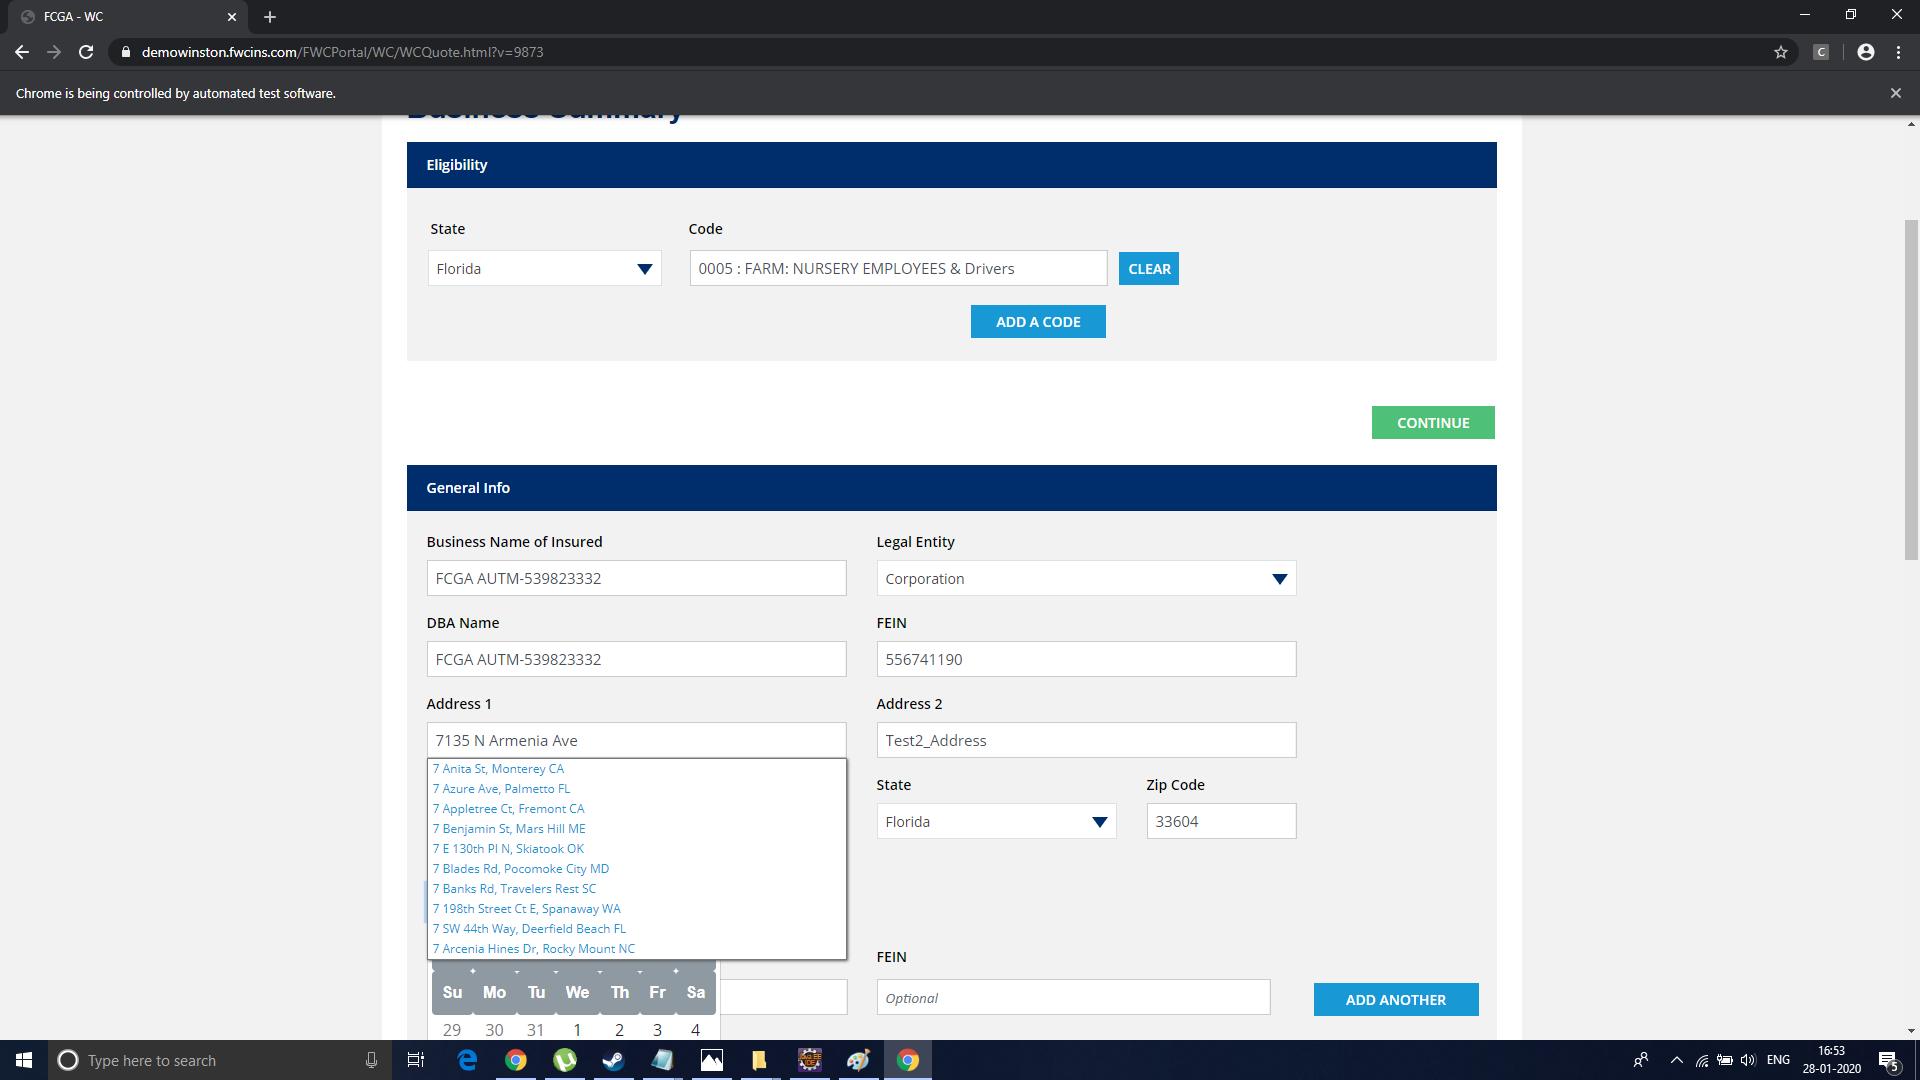 FCGA - WC
demowinston.fwcins.com/FWCPortal/WC/WCQuote.html?v=9873
C
Chrome is being controlled by automated test software.
Business Summary
Eligibility
State
Code
Florida
0005 : FARM: NURSERY EMPLOYEES & Drivers
CLEAR
ADD A CODE
CONTINUE
General Info
Business Name of Insured
Legal Entity
FCGA AUTM-539823332
Corporation
DBA Name
FEIN
FCGA AUTM-539823332
556741190
Address 1
Address 2
7135 N Armenia Ave
Test2_Address
7 Anita St, Monterey CA
7 Azure Ave, Palmetto FL
7 Appletree Ct, Fremont CA
7 Benjamin St, Mars Hill ME
7 E 130th Pl N, Skiatook OK
7 Blades Rd, Pocomoke City MD
7 Banks Rd, Travelers Rest SC
7 198th Street Ct E, Spanaway WA
7 SW 44th Way, Deerfield Beach FL
7 Arcenia Hines Dr, Rocky Mount NC
State
Zip Code
Florida
33604
FEIN
Optional
ADD ANOTHER
Su Mo Tu We Th Fr Sa
29 30 31 1 2 3 4
Type here to search
ENG
16:53
28-01-2020
5